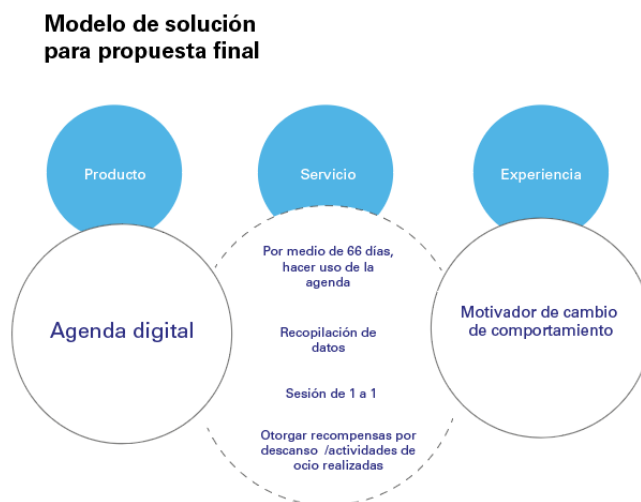 Modelo de solución
para propuesta final
Producto
Servicio
Experiencia
Agenda digital
Por medio de 66 días,
hacer uso de la
agenda
Recopilación de
datos
Sesión de 1 a 1
Otorgar recompensas por
descanso /actividades de
ocio realizadas
Motivador de cambio
de comportamiento